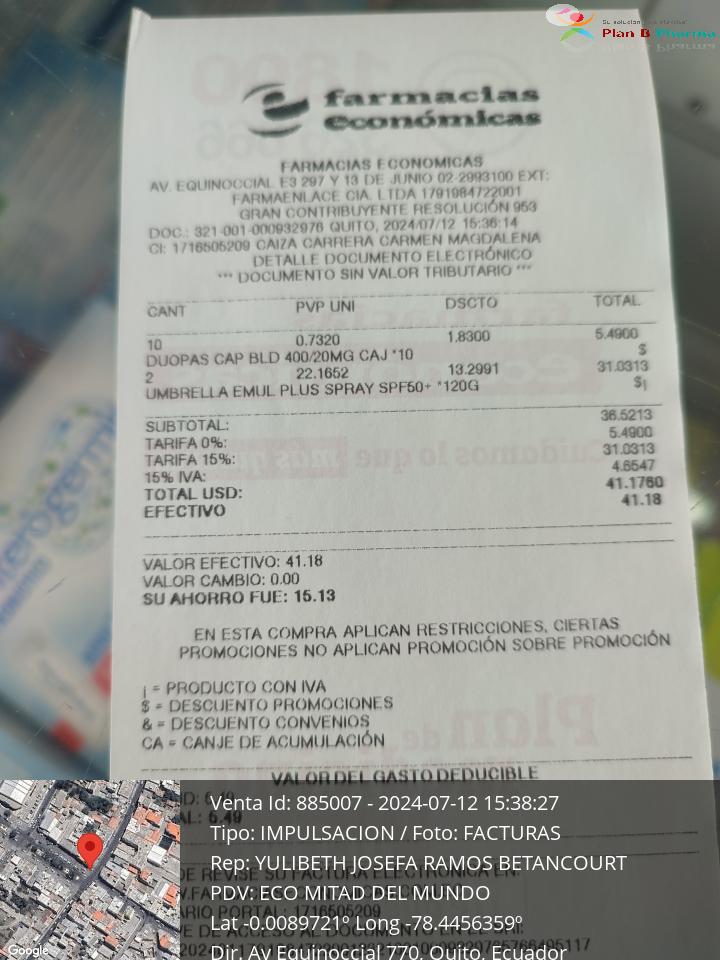 Su solución para intensivo
Plan B Pharma
farmacias
económicas
FARMACIAS ECONOMICAS
AV. EQUINOCCIAL E3 297 Y 13 DE JUNIO 02-2993100 EXT:
FARMAENLACE CIA. LTDA 1791984722001
GRAN CONTRIBUYENTE RESOLUCIÓN 953
DOC.: 321-001-000932976 QUITO, 2024/07/12 15:36:14
CI: 1716505209 CAIZA CARRERA CARMEN MAGDALENA
DETALLE DOCUMENTO ELECTRÓNICO
*** DOCUMENTO SIN VALOR TRIBUTARIO ***
CANT PVP UNI DSCTO TOTAL
10 0.7320 1.8300 5.4900
DUOPAS CAP BLD 400/20MG CAJ *10 $
2 22.1652 13.2991 31.0313
UMBRELLA EMUL PLUS SPRAY SPF50+ *120G $¡
SUBTOTAL: 36.5213
TARIFA 0%: 5.4900
TARIFA 15%: 31.0313
15% IVA: 4.6547
TOTAL USD: 41.1760
EFECTIVO 41.18
VALOR EFECTIVO: 41.18
VALOR CAMBIO: 0.00
SU AHORRO FUE: 15.13
EN ESTA COMPRA APLICAN RESTRICCIONES, CIERTAS
PROMOCIONES NO APLICAN PROMOCIÓN SOBRE PROMOCIÓN
¡ = PRODUCTO CON IVA
$ = DESCUENTO PROMOCIONES
& = DESCUENTO CONVENIOS
CA = CANJE DE ACUMULACIÓN
VALOR DEL GASTO DEDUCIBLE
Venta Id: 885007 - 2024-07-12 15:38:27
Tipo: IMPULSACION / Foto: FACTURAS
Rep: YULIBETH JOSEFA RAMOS BETANCOURT
PDV: ECO MITAD DEL MUNDO
Lat -0.0089721º Long -78.4456359º
Dir. Av Equinoccial 770, Quito, Ecuador
Google